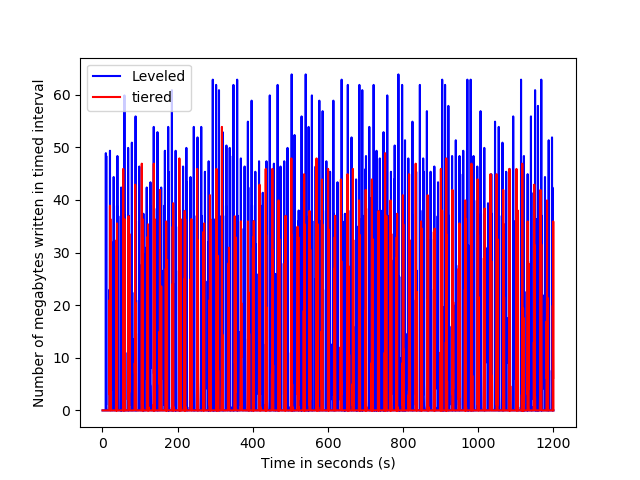 Leveled
tiered
Number of megabytes written in timed interval
60
50
40
30
20
10
0
0 200 400 600 800 1000 1200
Time in seconds (s)